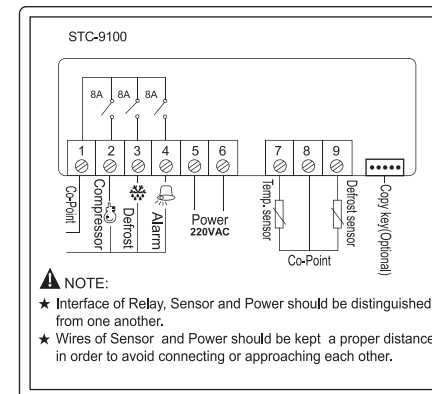 STC-9100
8A 8A 8A
1 2 3 4 5 6 7 8 9
Co-Point
Compressor
Defrost
Alarm
Power
220VAC
Temp. sensor
Co-Point
Defrost sensor
Copy key(Optional)
NOTE:
★ Interface of Relay, Sensor and Power should be distinguished
from one another.
★ Wires of Sensor and Power should be kept a proper distance
in order to avoid connecting or approaching each other.